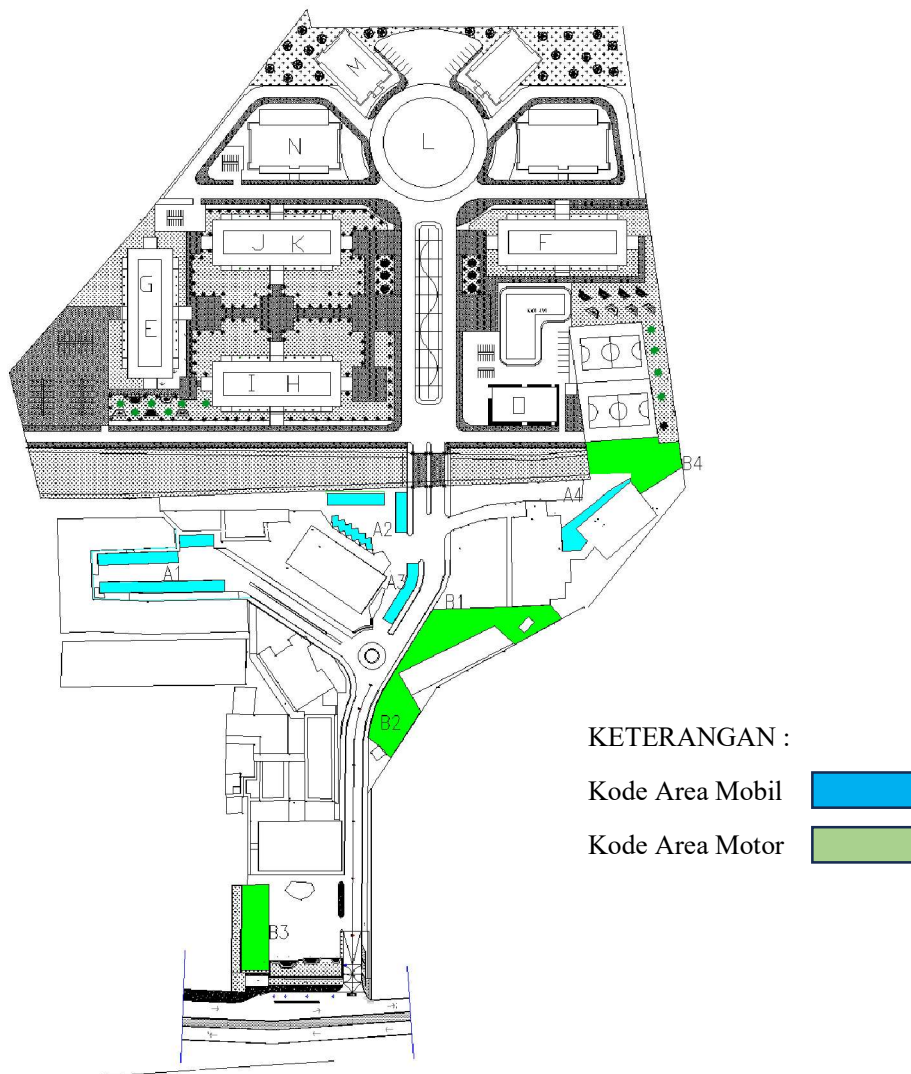 M
N
L
J K
F
G
E
I H
B4
A4
A2
A1
A3
B1
B2
KETERANGAN :
Kode Area Mobil
Kode Area Motor
B3